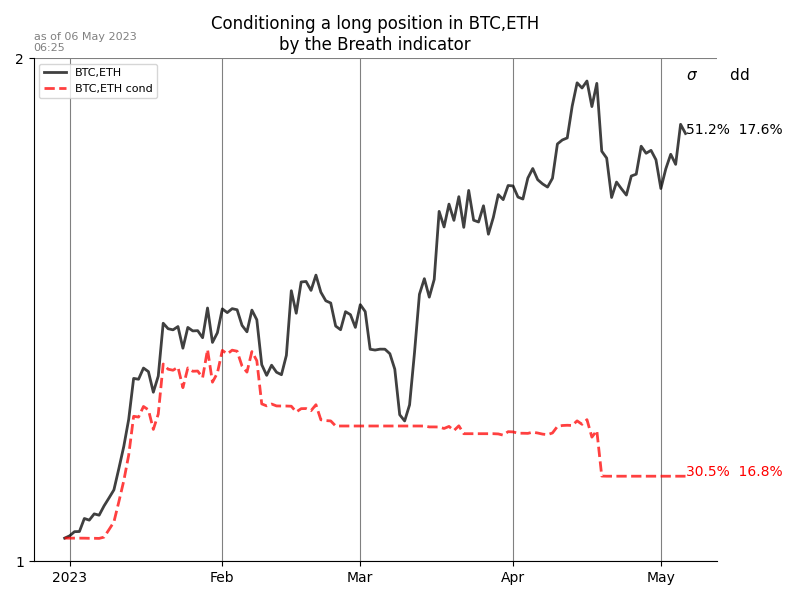 Conditioning a long position in BTC,ETH
by the Breath indicator
as of 06 May 2023
06:25
2
BTC,ETH
BTC,ETH cond
σ dd
51.2% 17.6%
30.5% 16.8%
1
2023 Feb Mar Apr May